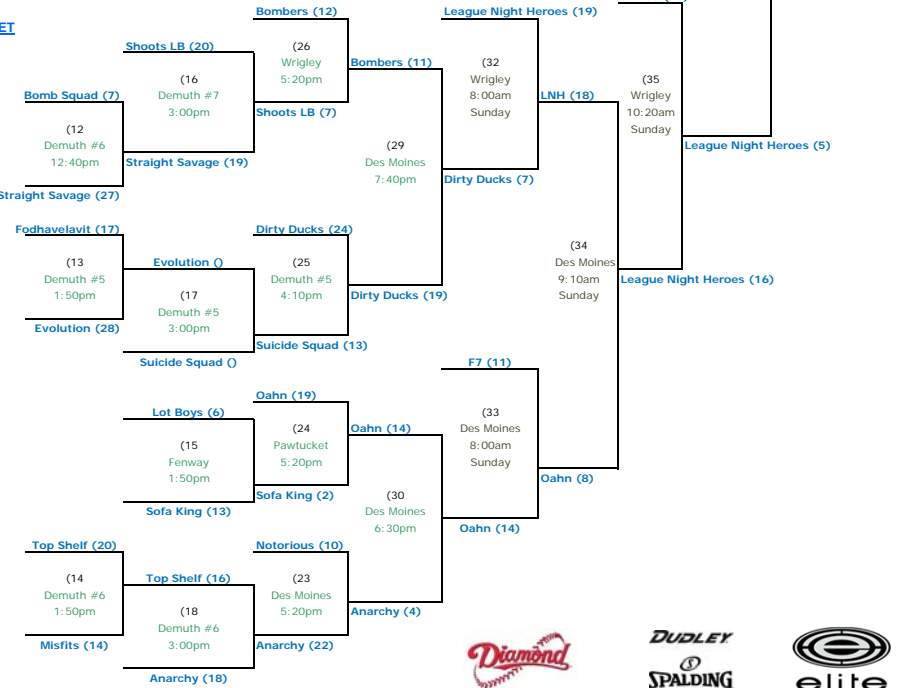 ET
Bombers (12)
League Night Heroes (19)
Shoots LB (20)
(26
Wrigley
5:20pm
Bombers (11)
(32
Wrigley
8:00am
Sunday
(16
Demuth #7
3:00pm
(35
Wrigley
10:20am
Sunday
Bomb Squad (7)
Shoots LB (7)
LNH (18)
(12
Demuth #6
12:40pm
Straight Savage (19)
(29
Des Moines
7:40pm
League Night Heroes (5)
Dirty Ducks (7)
Straight Savage (27)
Fodhavelavit (17)
Dirty Ducks (24)
(13
Demuth #5
1:50pm
Evolution ()
(25
Demuth #5
4:10pm
(34
Des Moines
9:10am
Sunday
League Night Heroes (16)
(17
Demuth #5
3:00pm
Dirty Ducks (19)
Evolution (28)
Suicide Squad (13)
Suicide Squad ()
F7 (11)
Oahn (19)
Lot Boys (6)
(24
Pawtucket
5:20pm
Oahn (14)
(33
Des Moines
8:00am
Sunday
(15
Fenway
1:50pm
Oahn (8)
Sofa King (2)
Sofa King (13)
(30
Des Moines
6:30pm
Oahn (14)
Top Shelf (20)
Notorious (10)
(14
Demuth #6
1:50pm
Top Shelf (16)
(23
Des Moines
5:20pm
Anarchy (4)
(18
Demuth #6
3:00pm
Misfits (14)
Anarchy (22)
Anarchy (18)
Diamond
DUDLEY
SPALDING
elite